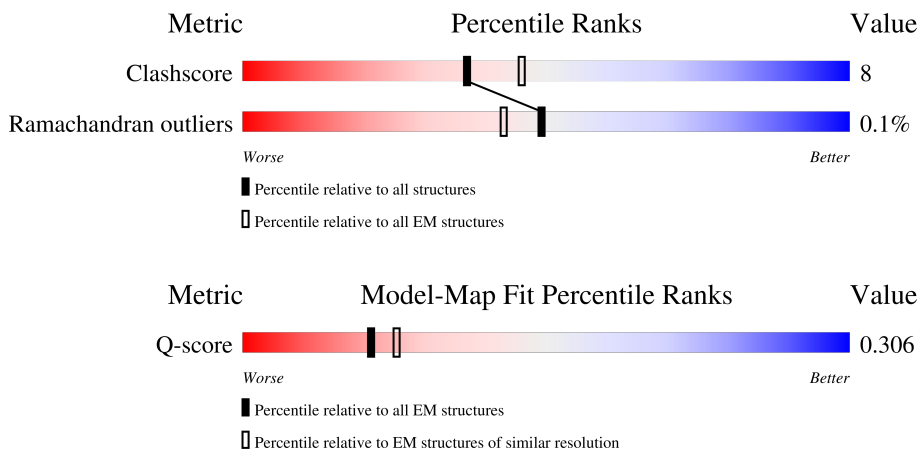 Metric Percentile Ranks Value
Clashscore 8
Ramachandran outliers 0.1%
Worse Better
Percentile relative to all structures
Percentile relative to all EM structures
Metric Model-Map Fit Percentile Ranks Value
Q-score 0.306
Worse Better
Percentile relative to all EM structures
Percentile relative to EM structures of similar resolution